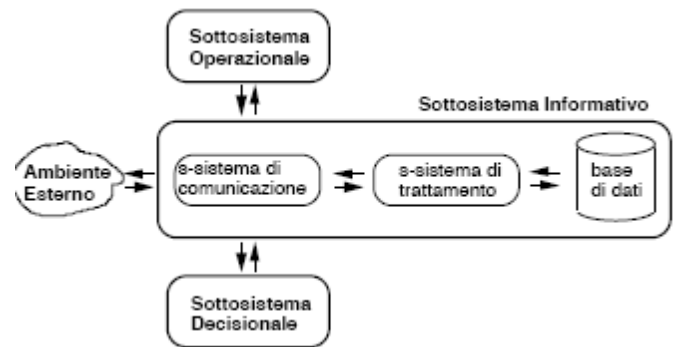 Sottosistema
Operazionale
Sottosistema Informativo
Ambiente
Esterno
s-sistema di
comunicazione
s-sistema di
trattamento
base
di dati
Sottosistema
Decisionale